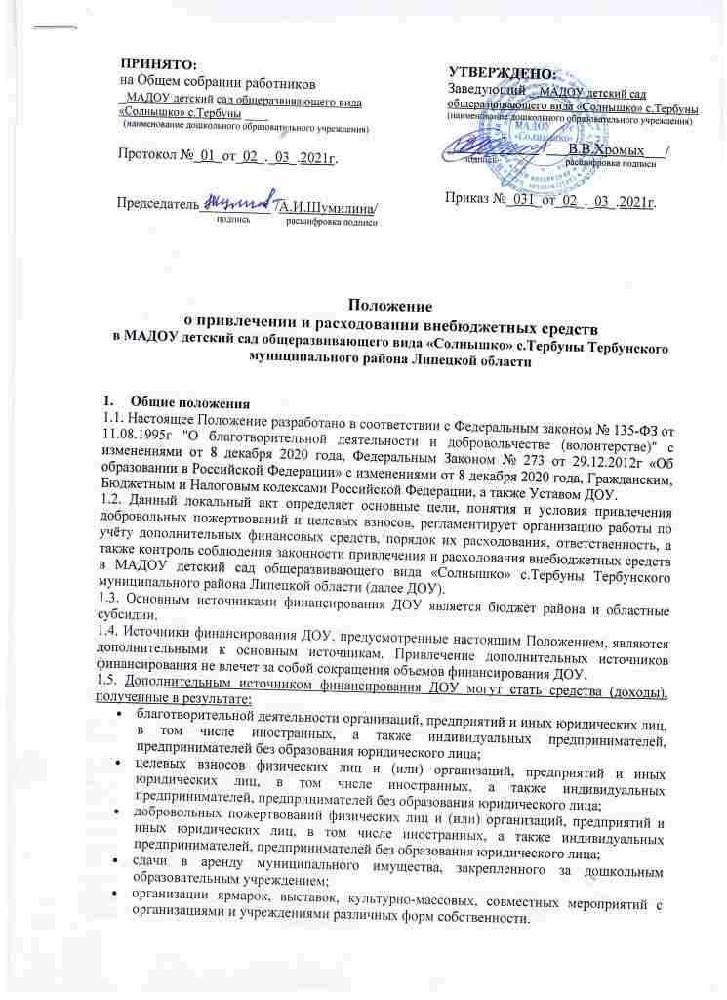 ПРИНЯТО:
на Общем собрании работников
МАДОУ детский сад общеразвивающего вида
«Солнышко» с.Тербуны ____
(наименование дошкольного образовательного учреждения)
Протокол №_01_от_02_._03_.2021г.
Председатель__________/А.И.Шумилина/
подпись расшифровка подписи
УТВЕРЖДЕНО:
Заведующий _МАДОУ детский сад
общеразвивающего вида «Солнышко» с.Тербуны
(наименование дошкольного образовательного учреждения)
МАДОУ
«Солнышко»
В.В.Хромых___/
подпись расшифровка подписи
Приказ №_031_от_02_._03_.2021г.
Положение
о привлечении и расходовании внебюджетных средств
в МАДОУ детский сад общеразвивающего вида «Солнышко» с.Тербуны Тербунского
муниципального района Липецкой области
1. Общие положения
1.1. Настоящее Положение разработано в соответствии с Федеральным законом № 135-ФЗ от
11.08.1995г "О благотворительной деятельности и добровольчестве (волонтерстве)" с
изменениями от 8 декабря 2020 года, Федеральным Законом № 273 от 29.12.2012г «Об
образовании в Российской Федерации» с изменениями от 8 декабря 2020 года, Гражданским,
Бюджетным и Налоговым кодексами Российской Федерации, а также Уставом ДОУ.
1.2. Данный локальный акт определяет основные цели, понятия и условия привлечения
добровольных пожертвований и целевых взносов, регламентирует организацию работы по
учёту дополнительных финансовых средств, порядок их расходования, ответственность, а
также контроль соблюдения законности привлечения и расходования внебюджетных средств
в МАДОУ детский сад общеразвивающего вида «Солнышко» с.Тербуны Тербунского
муниципального района Липецкой области (далее ДОУ).
1.3. Основным источниками финансирования ДОУ является бюджет района и областные
субсидии.
1.4. Источники финансирования ДОУ, предусмотренные настоящим Положением, являются
дополнительными к основным источникам. Привлечение дополнительных источников
финансирования не влечет за собой сокращения объемов финансирования ДОУ.
1.5. Дополнительным источником финансирования ДОУ могут стать средства (доходы),
полученные в результате:
• благотворительной деятельности организаций, предприятий и иных юридических лиц,
в том числе иностранных, а также индивидуальных предпринимателей,
предпринимателей без образования юридического лица;
• целевых взносов физических лиц и (или) организаций, предприятий и иных
юридических лиц, в том числе иностранных, а также индивидуальных
предпринимателей, предпринимателей без образования юридического лица;
• добровольных пожертвований физических лиц и (или) организаций, предприятий и
иных юридических лиц, в том числе иностранных, а также индивидуальных
предпринимателей, предпринимателей без образования юридического лица;
• сдачи в аренду муниципального имущества, закрепленного за дошкольным
образовательным учреждением;
• организации ярмарок, выставок, культурно-массовых, совместных мероприятий с
организациями и учреждениями различных форм собственности.